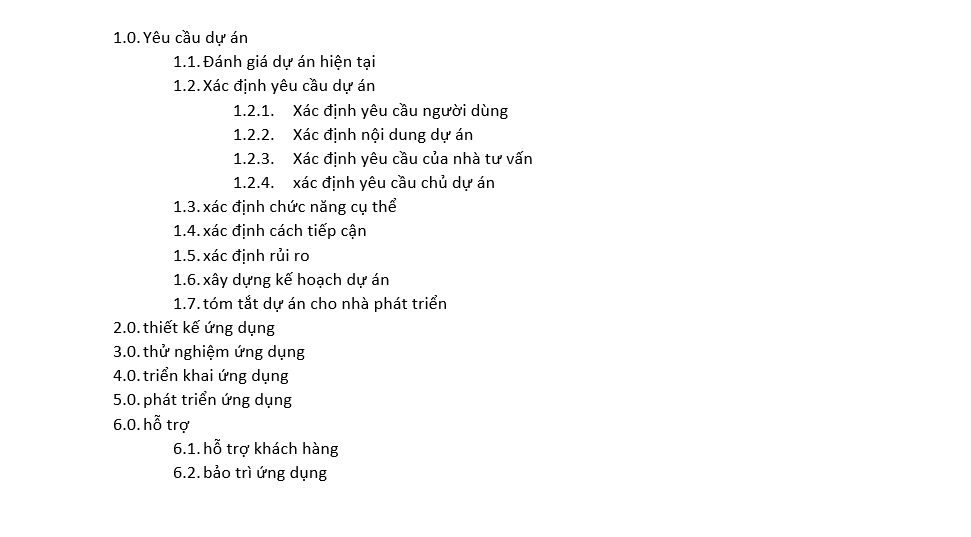 1.0. Yêu cầu dự án
1.1. Đánh giá dự án hiện tại
1.2. Xác định yêu cầu dự án
1.2.1. Xác định yêu cầu người dùng
1.2.2. Xác định nội dung dự án
1.2.3. Xác định yêu cầu của nhà tư vấn
1.2.4. xác định yêu cầu chủ dự án
1.3. xác định chức năng cụ thể
1.4. xác định cách tiếp cận
1.5. xác định rủi ro
1.6. xây dựng kế hoạch dự án
1.7. tóm tắt dự án cho nhà phát triển
2.0. thiết kế ứng dụng
3.0. thử nghiệm ứng dụng
4.0. triển khai ứng dụng
5.0. phát triển ứng dụng
6.0. hỗ trợ
6.1. hỗ trợ khách hàng
6.2. bảo trì ứng dụng